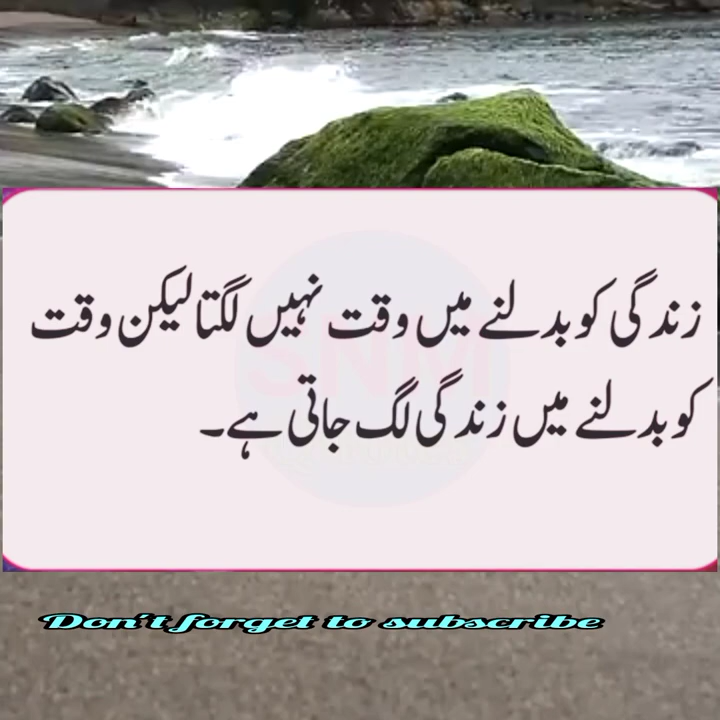 زندگی کو بدلنے میں وقت نہیں لگتا لیکن وقت
کو بدلنے میں زندگی لگ جاتی ہے۔
SNM
Don't forget to subscribe